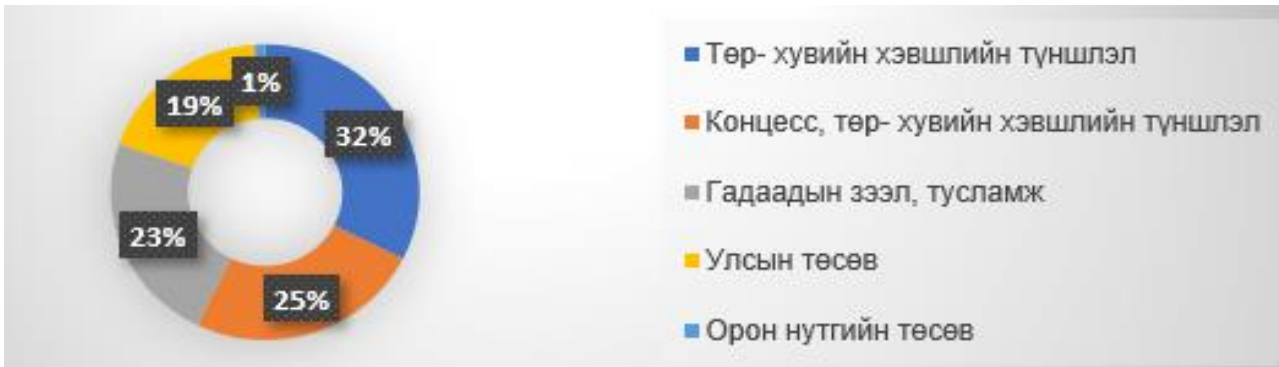 1%
19%
32%
23%
25%
Төр- хувийн хэвшлийн түншлэл
Концесс, төр- хувийн хэвшлийн түншлэл
Гадаадын зээл, тусламж
Улсын төсөв
Орон нутгийн төсөв